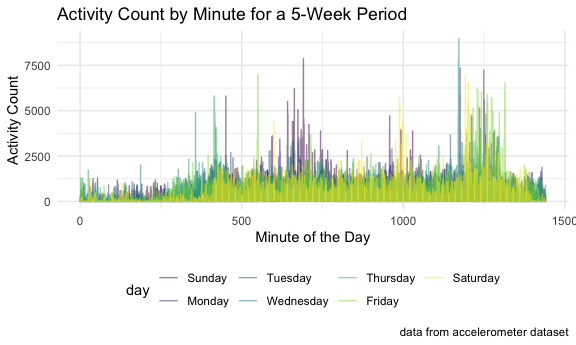 Activity Count by Minute for a 5-Week Period
Activity Count
7500
5000
2500
0
0 500 1000 1500
Minute of the Day
day
Sunday Tuesday Thursday Saturday
Monday Wednesday Friday
data from accelerometer dataset